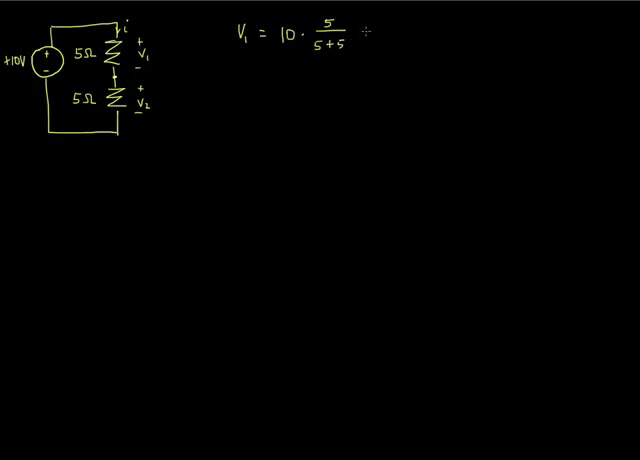 i
+
+10V
+
-
5Ω
V₁
-
+
5Ω
V₂
-
V₁ = 10 · 5/(5+5)